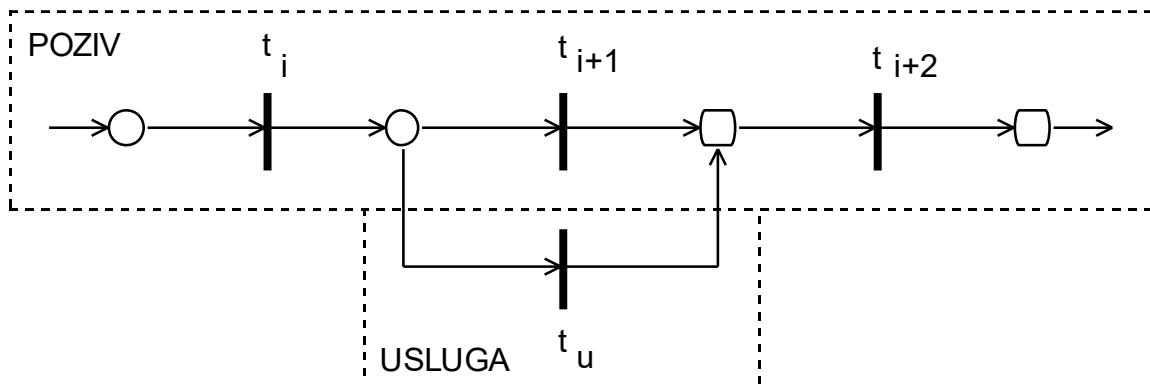 POZIV
t i
t i+1
t i+2
USLUGA
t u